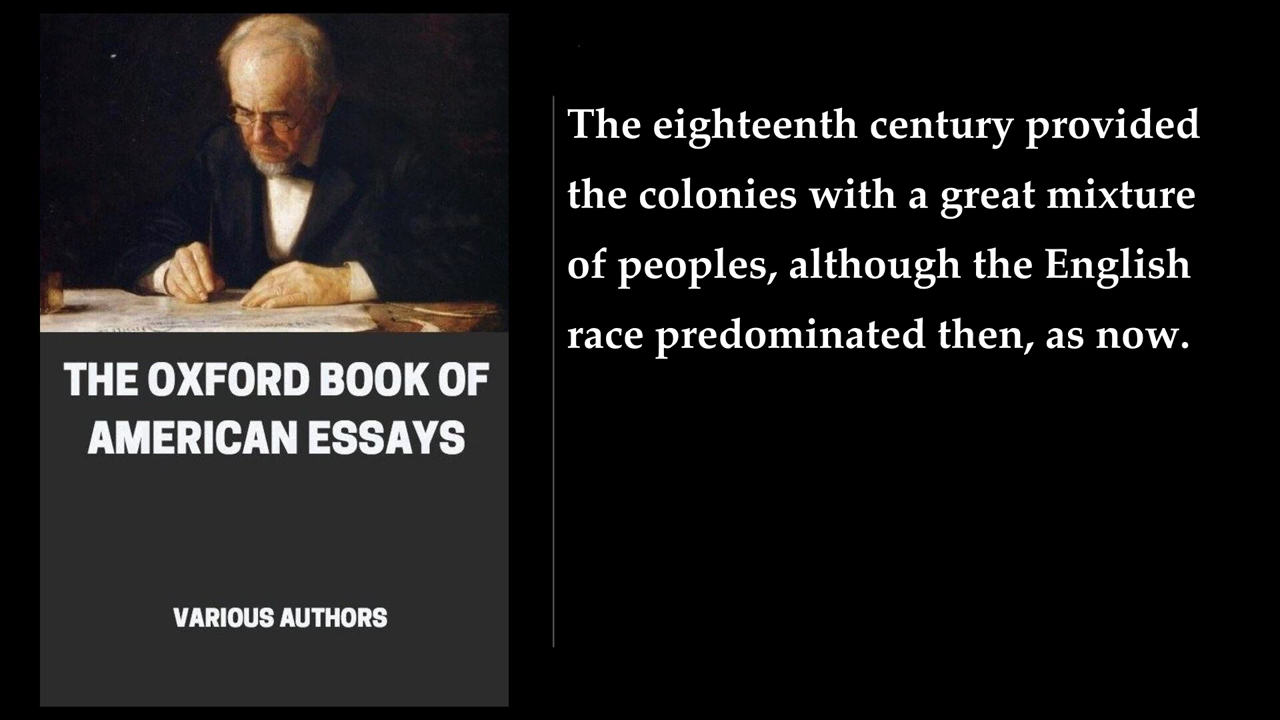 THE OXFORD BOOK OF
AMERICAN ESSAYS
VARIOUS AUTHORS
The eighteenth century provided
the colonies with a great mixture
of peoples, although the English
race predominated then, as now.